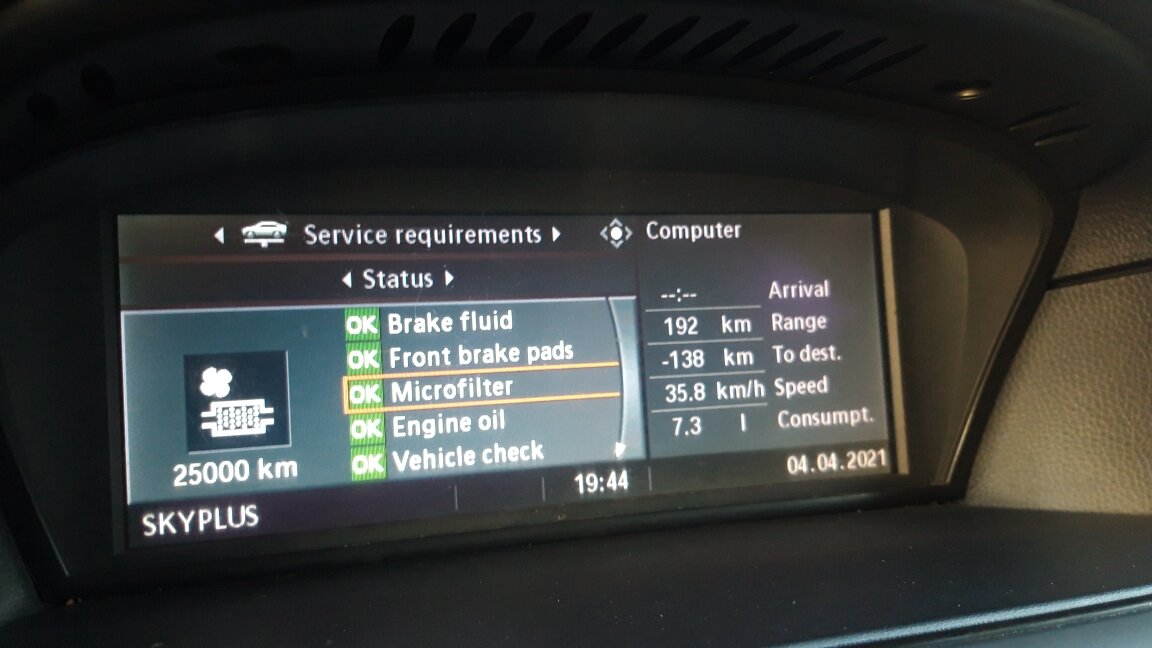 Service requirements
Status
OK Brake fluid
OK Front brake pads
OK Microfilter
OK Engine oil
OK Vehicle check
25000 km
SKYPLUS
19:44
Computer
--:-- Arrival
192 km Range
-138 km To dest.
35.8 km/h Speed
7.3 l Consumpt.
04.04.2021